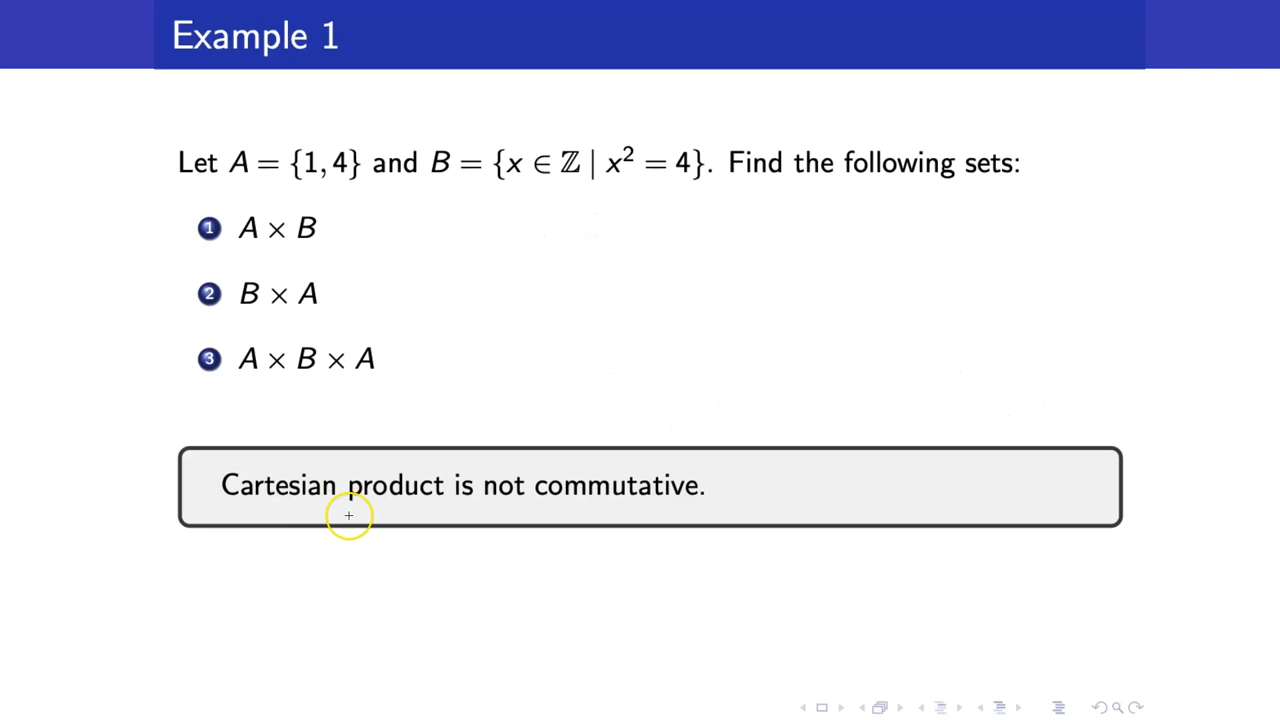 Example 1
Let A = {1, 4} and B = {x ∈ ℤ | x² = 4}. Find the following sets:
1 A × B
2 B × A
3 A × B × A
Cartesian product is not commutative.